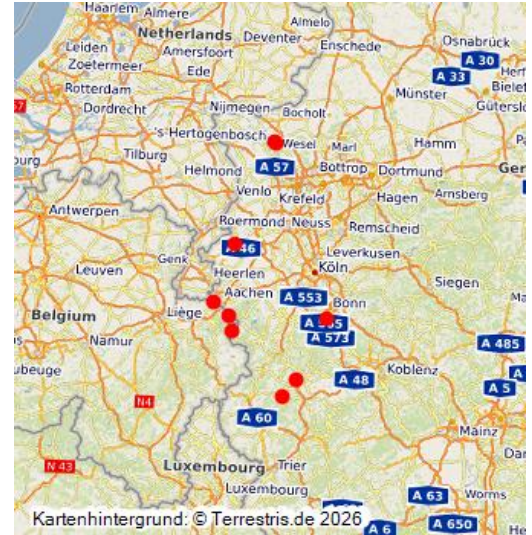 Haarlem Almere
Almelo
Netherlands Deventer
Osnabrück A 30
Leiden Amersfoort Enschede
A 33
Zoetermeer Ede
Rotterdam Münster
Dordrecht Nijmegen Bocholt
's-Hertogenbosch Wesel Marl Hamm
Tilburg A 57 Bottrop Dortmund
Helmond
Venlo Krefeld Hagen Arnsberg
Antwerpen Roermond Neuss Remscheid
Genk A 46 Leverkusen
Leuven Heerlen Köln Siegen
Aachen A 553
Liège Bonn
Belgium A 565
Namur A 573 A 485
A 48 Koblenz A 5
N4
A 60
Mainz
N 43 Luxembourg Trier
Luxembourg A 63 Worms
Kartenhintergrund: © Terrestris.de 2026 A 6 A 650